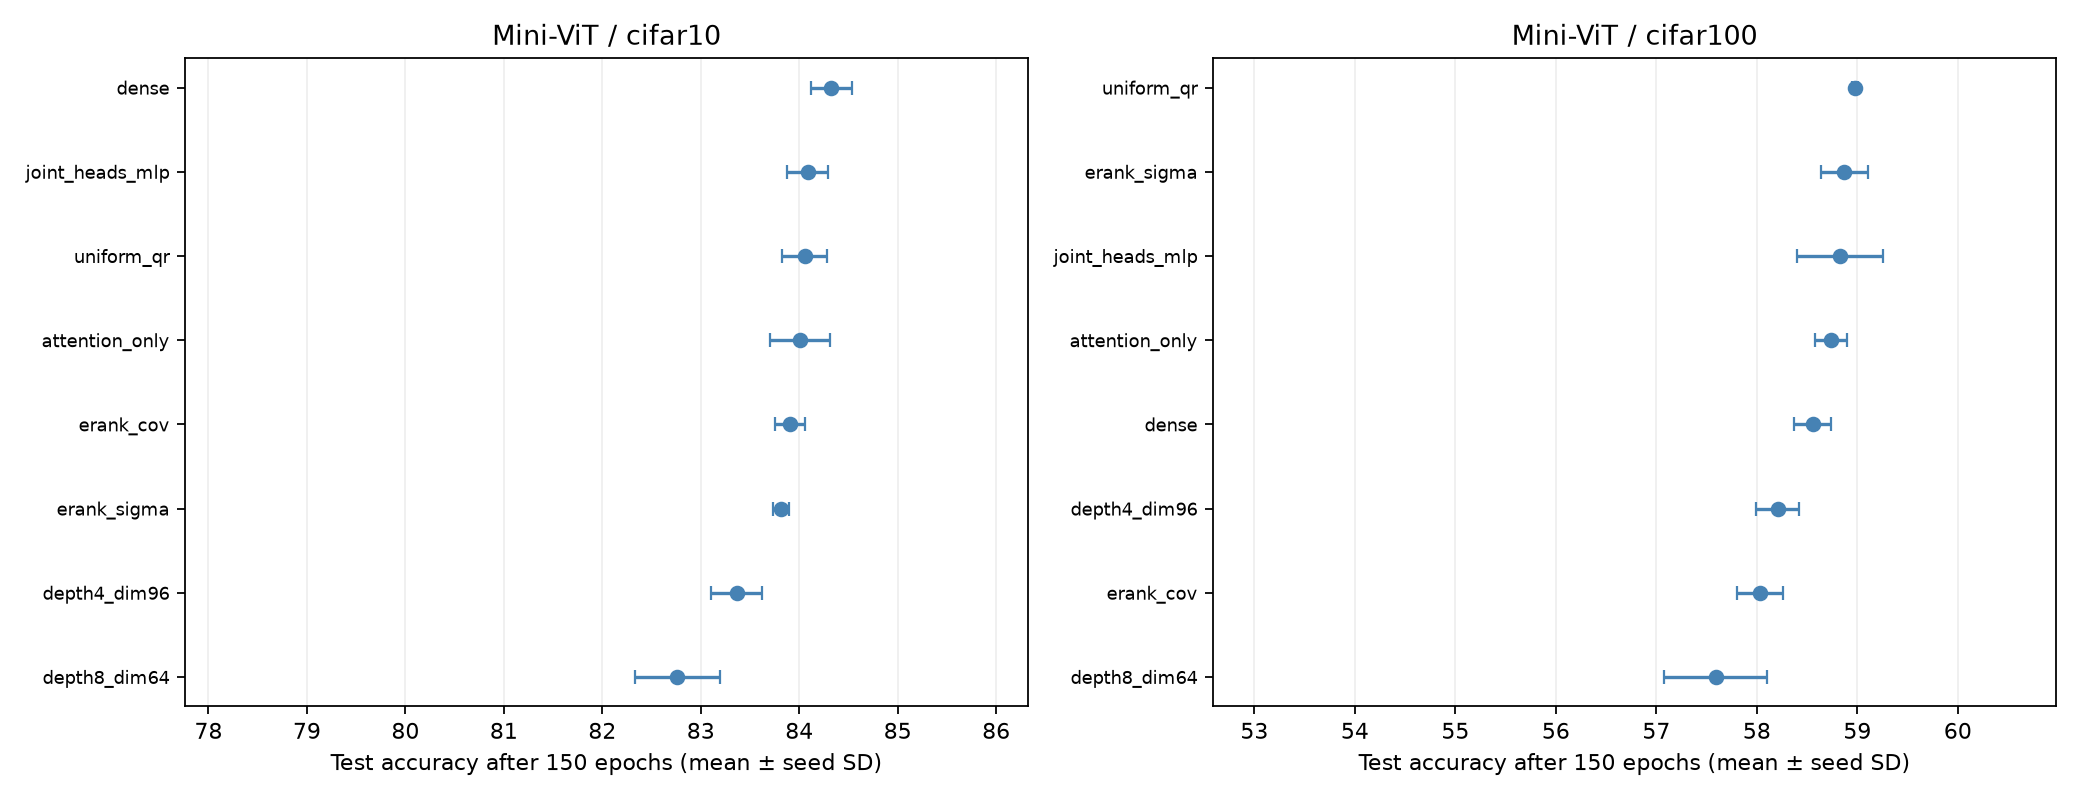 Mini-ViT / cifar10
dense
joint_heads_mlp
uniform_qr
attention_only
erank_cov
erank_sigma
depth4_dim96
depth8_dim64
78 79 80 81 82 83 84 85 86
Test accuracy after 150 epochs (mean ± seed SD)
Mini-ViT / cifar100
uniform_qr
erank_sigma
joint_heads_mlp
attention_only
dense
depth4_dim96
erank_cov
depth8_dim64
53 54 55 56 57 58 59 60
Test accuracy after 150 epochs (mean ± seed SD)